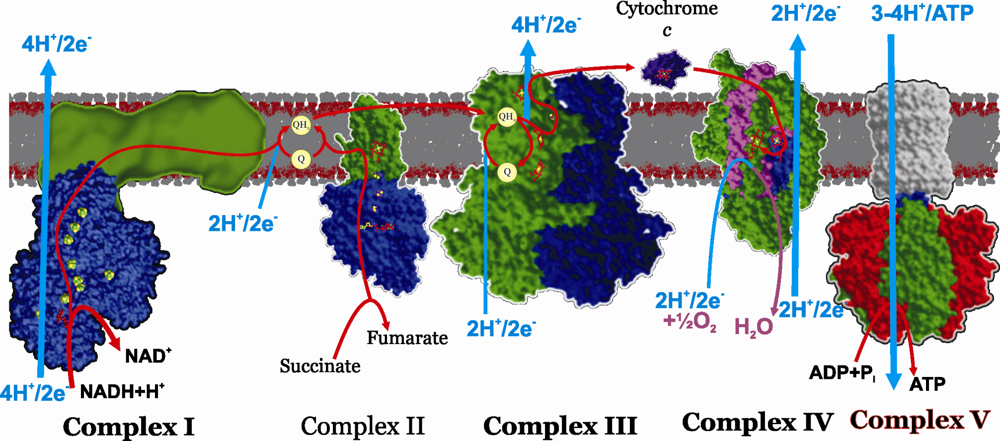 Cytochrome
c
4H⁺/2e⁻
4H⁺/2e⁻
2H⁺/2e⁻
3-4H⁺/ATP
QH₂
Q
QH₂
Q
2H⁺/2e⁻
2H⁺/2e⁻
2H⁺/2e⁻
+½O₂
H₂O
2H⁺/2e⁻
NAD⁺
NADH+H⁺
4H⁺/2e⁻
Succinate
Fumarate
ADP+Pᵢ
ATP
Complex I
Complex II
Complex III
Complex IV
Complex V